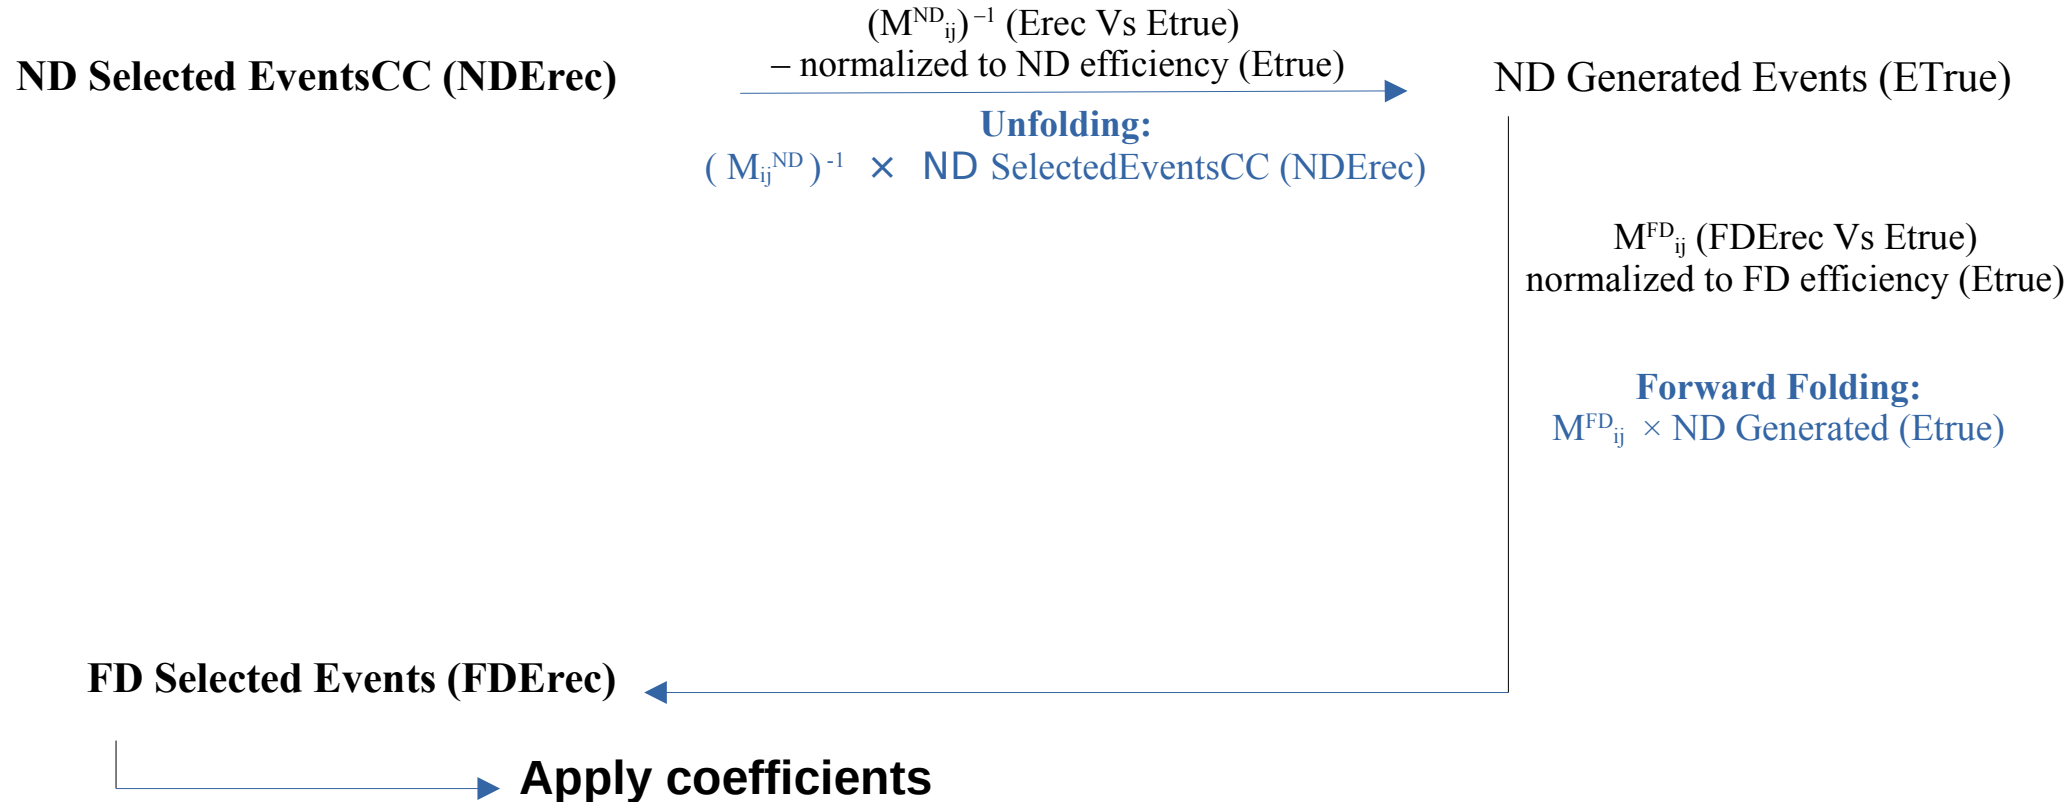 (M^ND_ij)^–1 (Erec Vs Etrue)
– normalized to ND efficiency (Etrue)
ND Selected EventsCC (NDErec)
ND Generated Events (ETrue)
Unfolding:
( M_ij^ND )^-1 × ND SelectedEventsCC (NDErec)
M^FD_ij (FDErec Vs Etrue)
normalized to FD efficiency (Etrue)
Forward Folding:
M^FD_ij × ND Generated (Etrue)
FD Selected Events (FDErec)
Apply coefficients